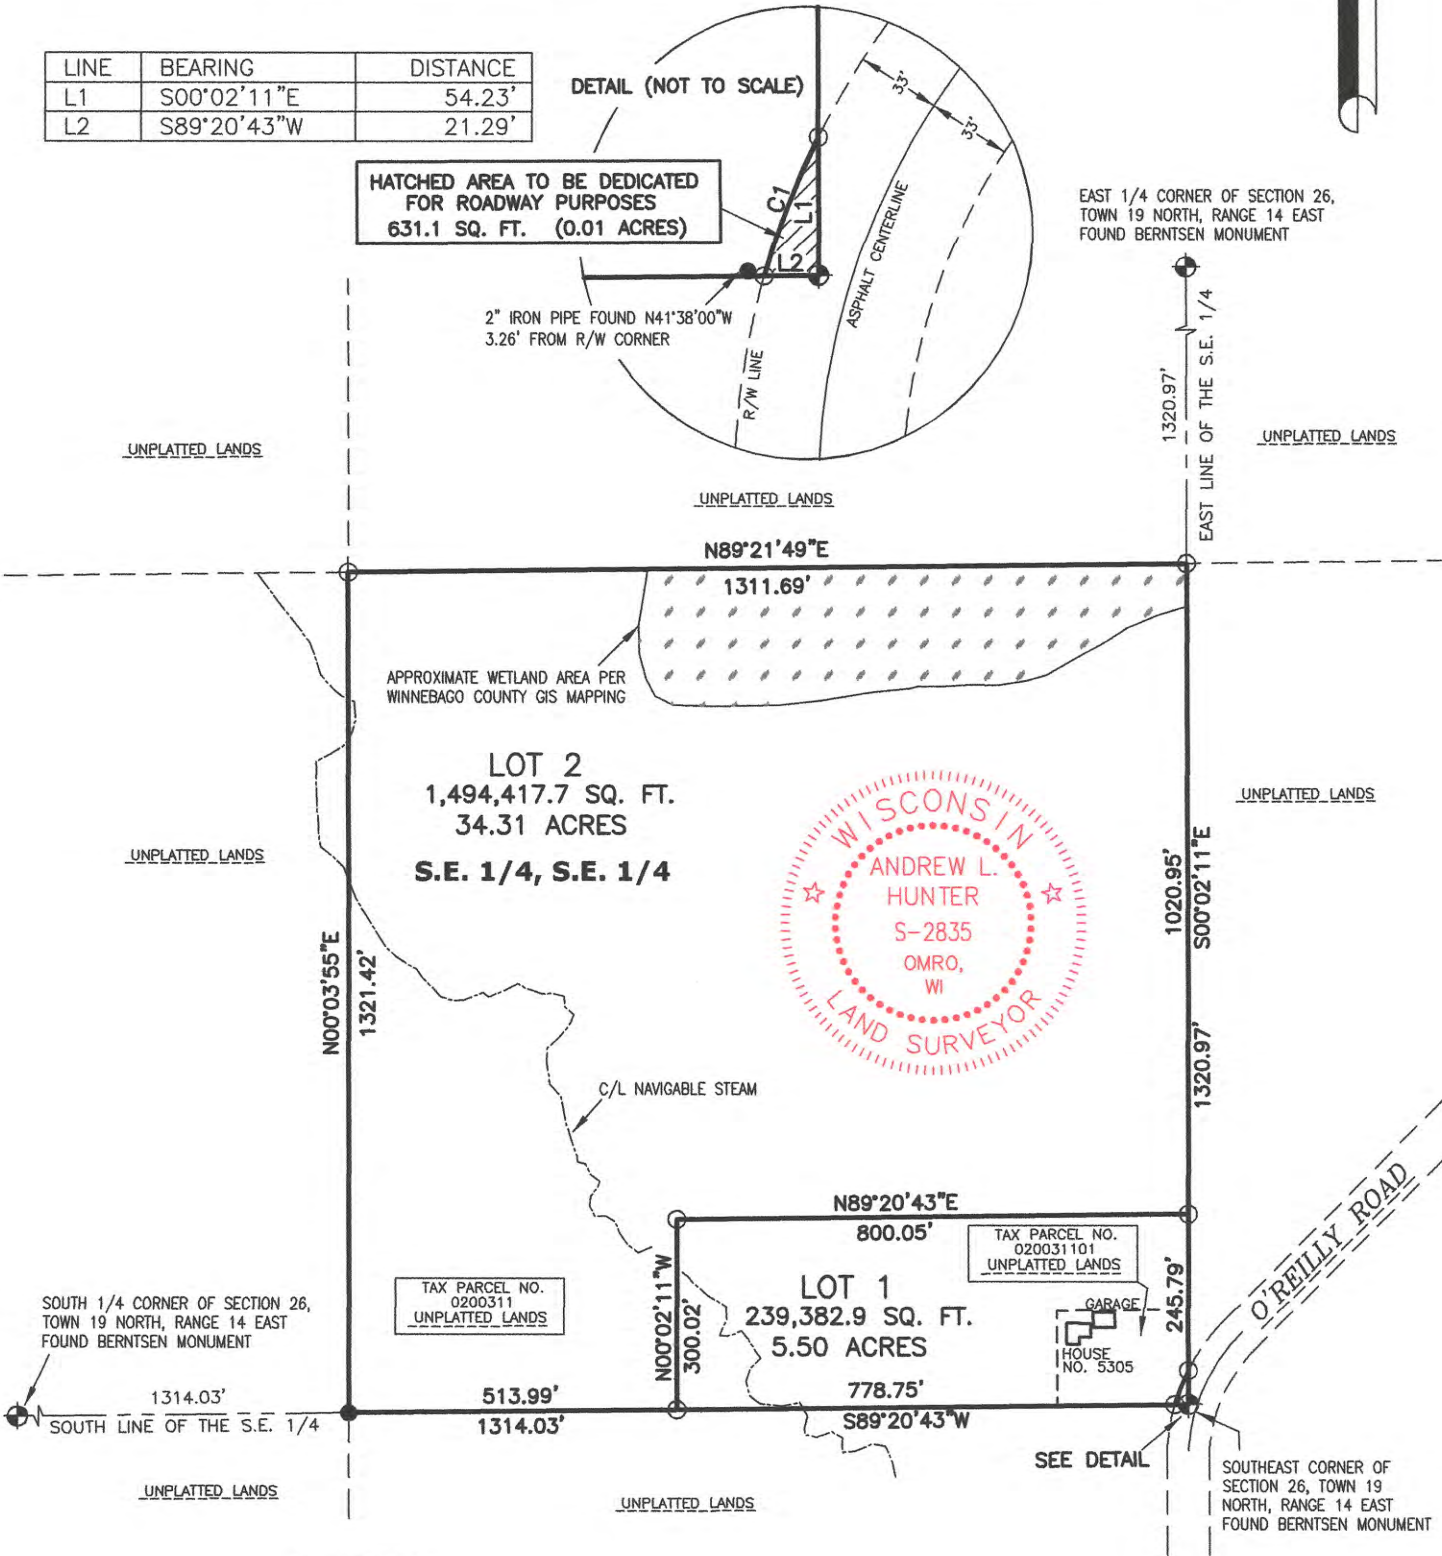 LINE BEARING DISTANCE
L1 S00°02'11"E 54.23'
L2 S89°20'43"W 21.29'
DETAIL (NOT TO SCALE)
33'
33'
HATCHED AREA TO BE DEDICATED
FOR ROADWAY PURPOSES
631.1 SQ. FT. (0.01 ACRES)
C1
L1
L2
ASPHALT CENTERLINE
R/W LINE
2" IRON PIPE FOUND N41°38'00"W
3.26' FROM R/W CORNER
EAST 1/4 CORNER OF SECTION 26,
TOWN 19 NORTH, RANGE 14 EAST
FOUND BERNTSEN MONUMENT
1320.97'
EAST LINE OF THE S.E. 1/4
UNPLATTED LANDS
UNPLATTED LANDS
UNPLATTED LANDS
N89°21'49"E
1311.69'
APPROXIMATE WETLAND AREA PER
WINNEBAGO COUNTY GIS MAPPING
LOT 2
1,494,417.7 SQ. FT.
34.31 ACRES
S.E. 1/4, S.E. 1/4
WISCONSIN
ANDREW L.
HUNTER
S-2835
OMRO,
WI
LAND SURVEYOR
UNPLATTED LANDS
UNPLATTED LANDS
1020.95'
S00°02'11"E
1320.97'
N00°03'55"E
1321.42'
C/L NAVIGABLE STEAM
N89°20'43"E
800.05'
TAX PARCEL NO.
020031101
UNPLATTED LANDS
TAX PARCEL NO.
0200311
UNPLATTED LANDS
N00°02'11"W
300.02'
LOT 1
239,382.9 SQ. FT.
5.50 ACRES
GARAGE
HOUSE
NO. 5305
245.79'
O'REILLY ROAD
SOUTH 1/4 CORNER OF SECTION 26,
TOWN 19 NORTH, RANGE 14 EAST
FOUND BERNTSEN MONUMENT
1314.03'
SOUTH LINE OF THE S.E. 1/4
513.99'
1314.03'
778.75'
S89°20'43"W
SEE DETAIL
SOUTHEAST CORNER OF
SECTION 26, TOWN 19
NORTH, RANGE 14 EAST
FOUND BERNTSEN MONUMENT
UNPLATTED LANDS
UNPLATTED LANDS